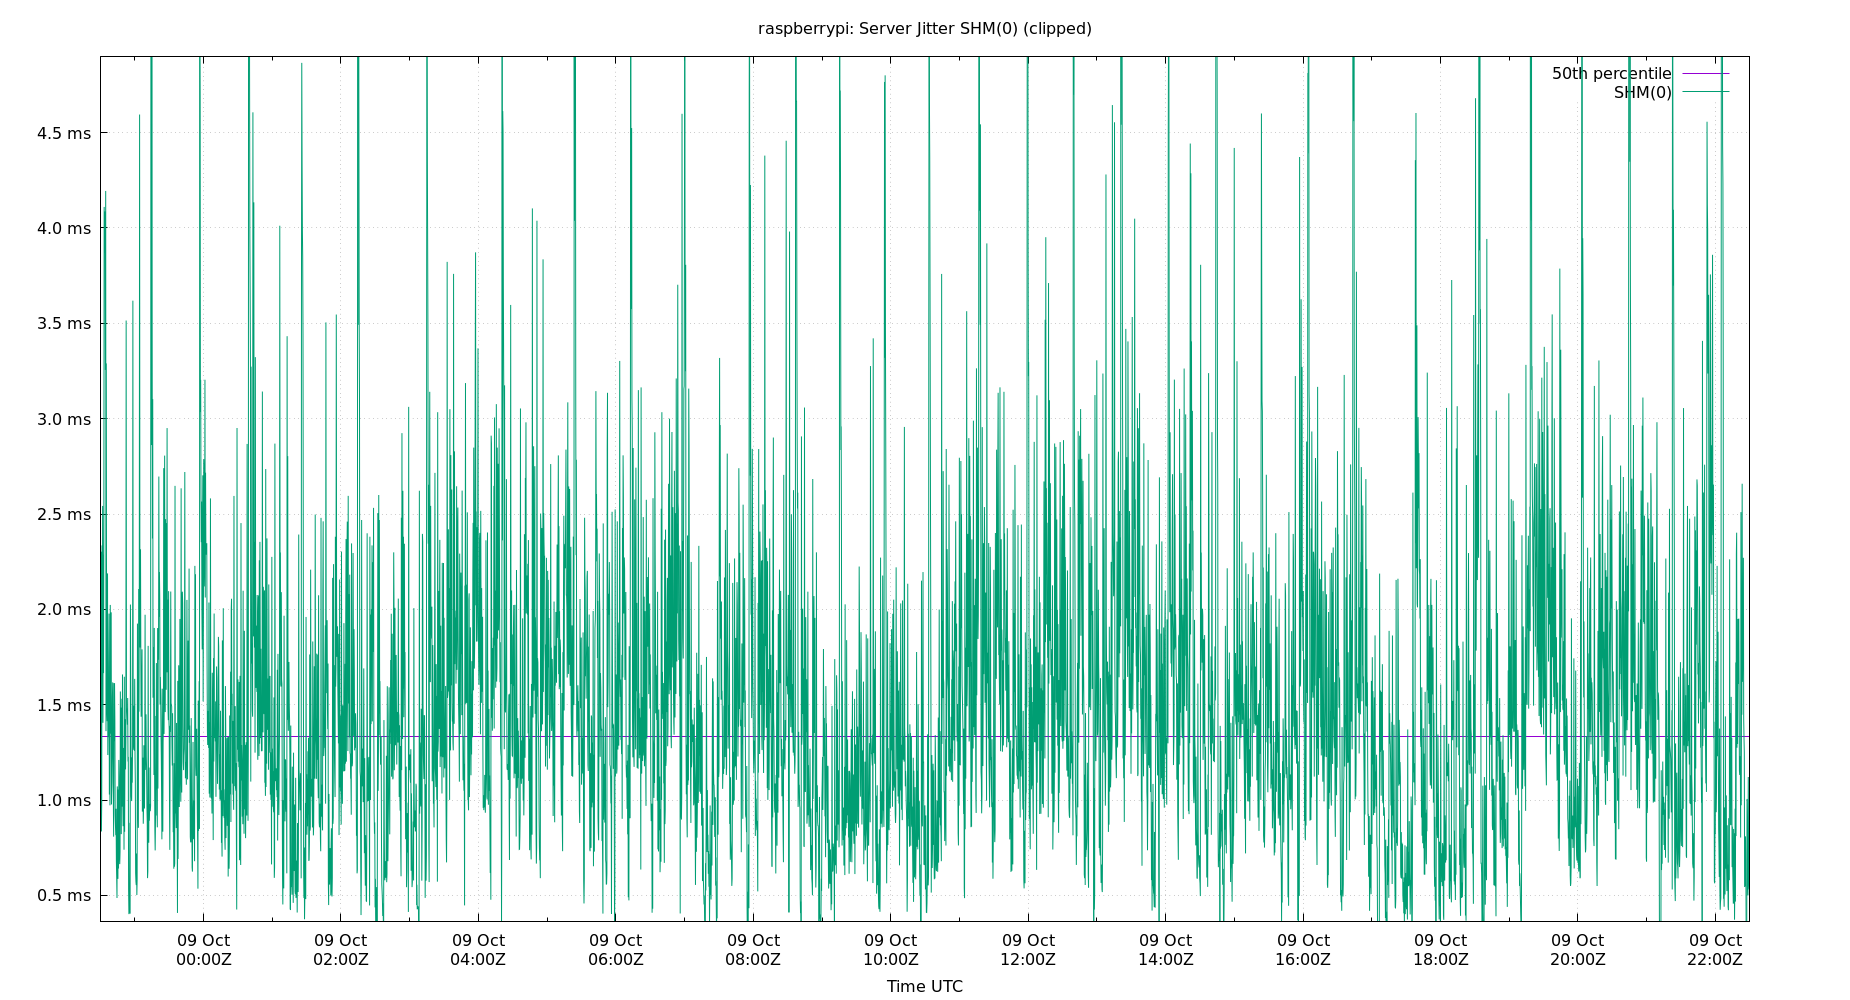 raspberrypi: Server Jitter SHM(0) (clipped)
50th percentile
SHM(0)
4.5 ms
4.0 ms
3.5 ms
3.0 ms
2.5 ms
2.0 ms
1.5 ms
1.0 ms
0.5 ms
09 Oct 09 Oct 09 Oct 09 Oct 09 Oct 09 Oct 09 Oct 09 Oct 09 Oct 09 Oct 09 Oct 09 Oct
00:00Z 02:00Z 04:00Z 06:00Z 08:00Z 10:00Z 12:00Z 14:00Z 16:00Z 18:00Z 20:00Z 22:00Z
Time UTC